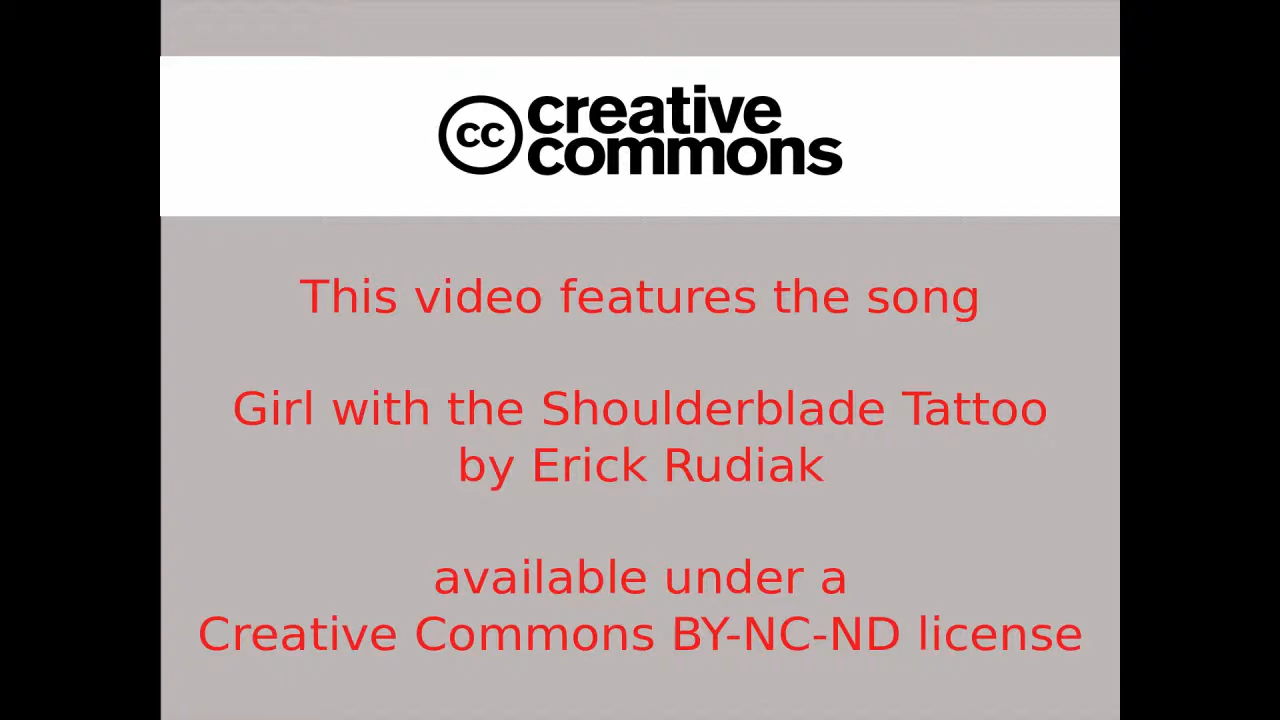 cc creative
commons
This video features the song
Girl with the Shoulderblade Tattoo
by Erick Rudiak
available under a
Creative Commons BY-NC-ND license